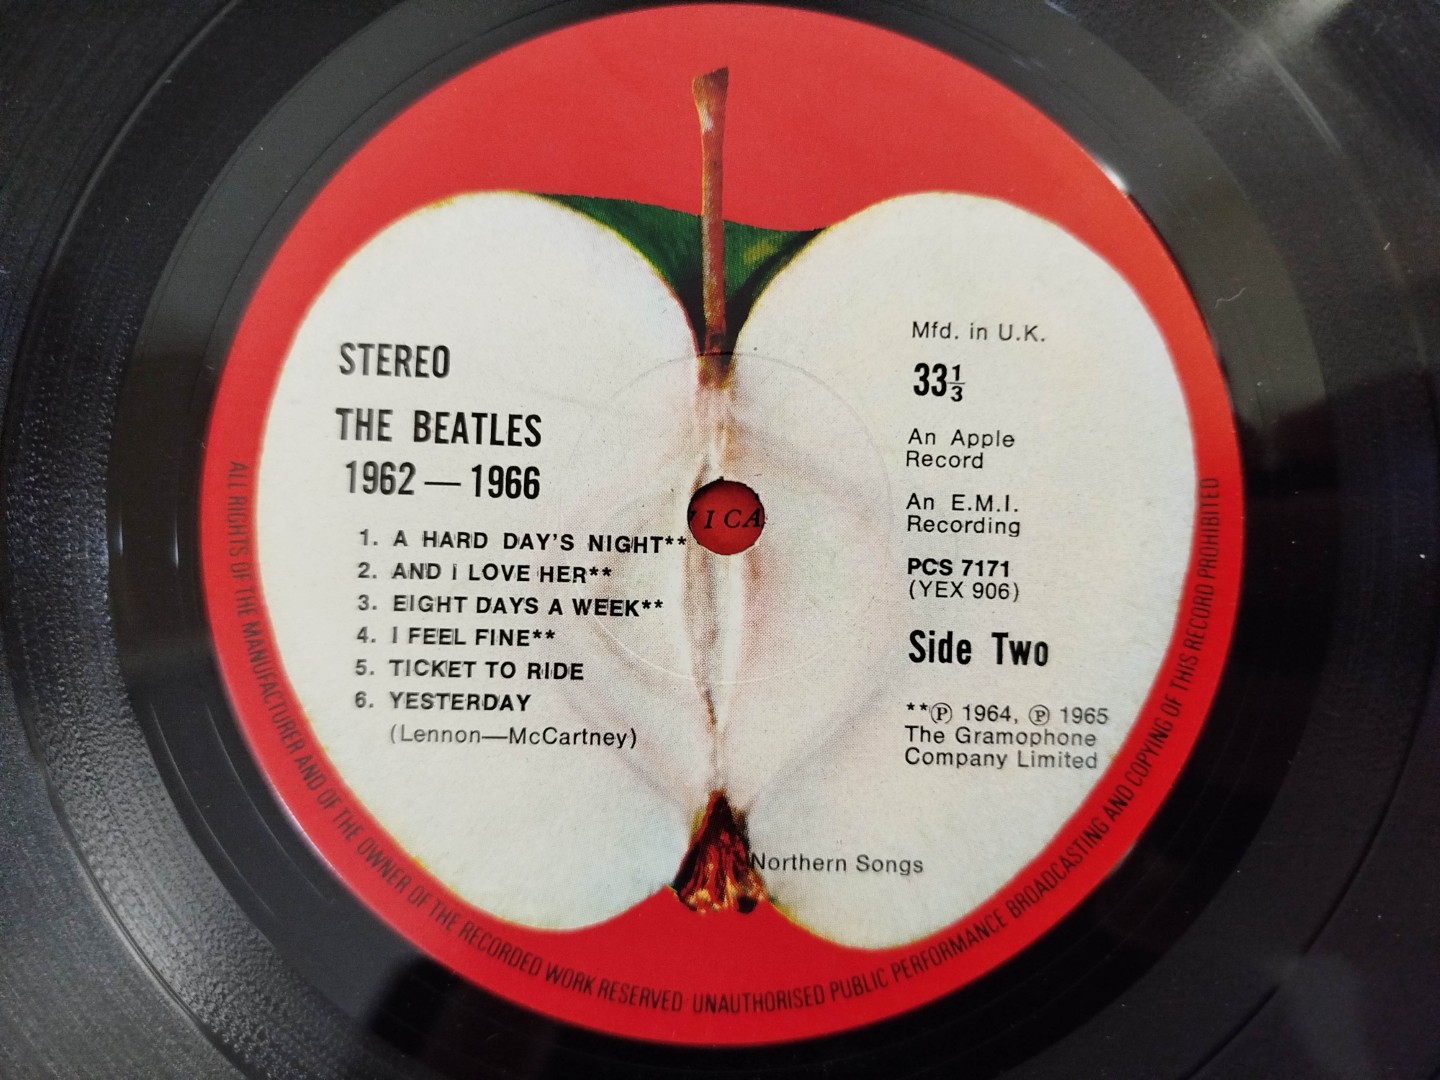 STEREO
THE BEATLES
1962 — 1966
1. A HARD DAY'S NIGHT**
2. AND I LOVE HER**
3. EIGHT DAYS A WEEK**
4. I FEEL FINE**
5. TICKET TO RIDE
6. YESTERDAY
(Lennon—McCartney)
Mfd. in U.K.
33⅓
An Apple
Record
An E.M.I.
Recording
PCS 7171
(YEX 906)
Side Two
**Ⓟ 1964, Ⓟ 1965
The Gramophone
Company Limited
Northern Songs
ALL RIGHTS OF THE MANUFACTURER AND OF THE OWNER OF THE RECORDED WORK RESERVED UNAUTHORISED PUBLIC PERFORMANCE BROADCASTING AND COPYING OF THIS RECORD PROHIBITED